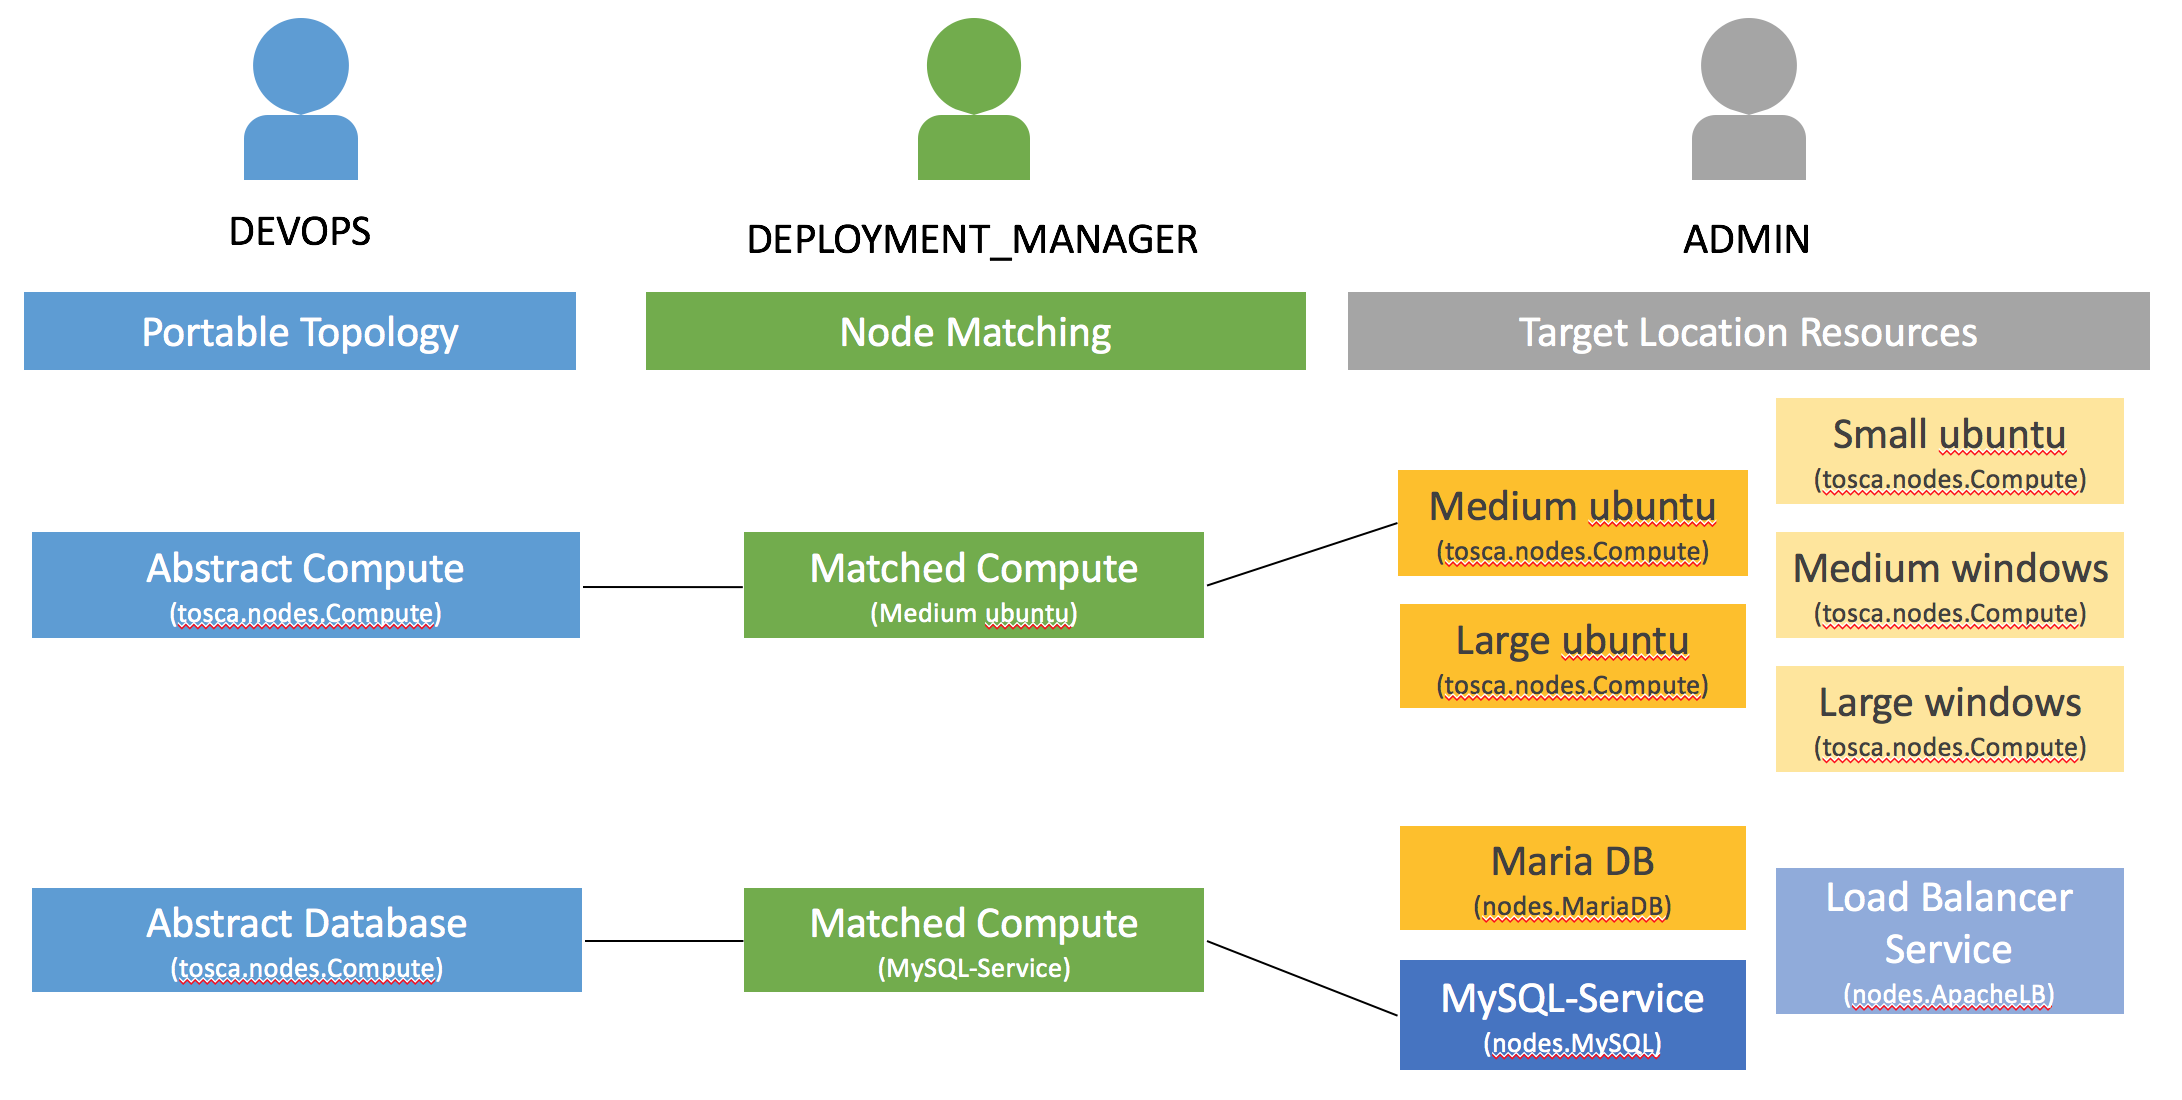 DEVOPS
DEPLOYMENT_MANAGER
ADMIN
Portable Topology
Node Matching
Target Location Resources
Small ubuntu
(tosca.nodes.Compute)
Medium ubuntu
(tosca.nodes.Compute)
Abstract Compute
(tosca.nodes.Compute)
Matched Compute
(Medium ubuntu)
Medium windows
(tosca.nodes.Compute)
Large ubuntu
(tosca.nodes.Compute)
Large windows
(tosca.nodes.Compute)
Maria DB
(nodes.MariaDB)
Abstract Database
(tosca.nodes.Compute)
Matched Compute
(MySQL-Service)
Load Balancer
Service
(nodes.ApacheLB)
MySQL-Service
(nodes.MySQL)